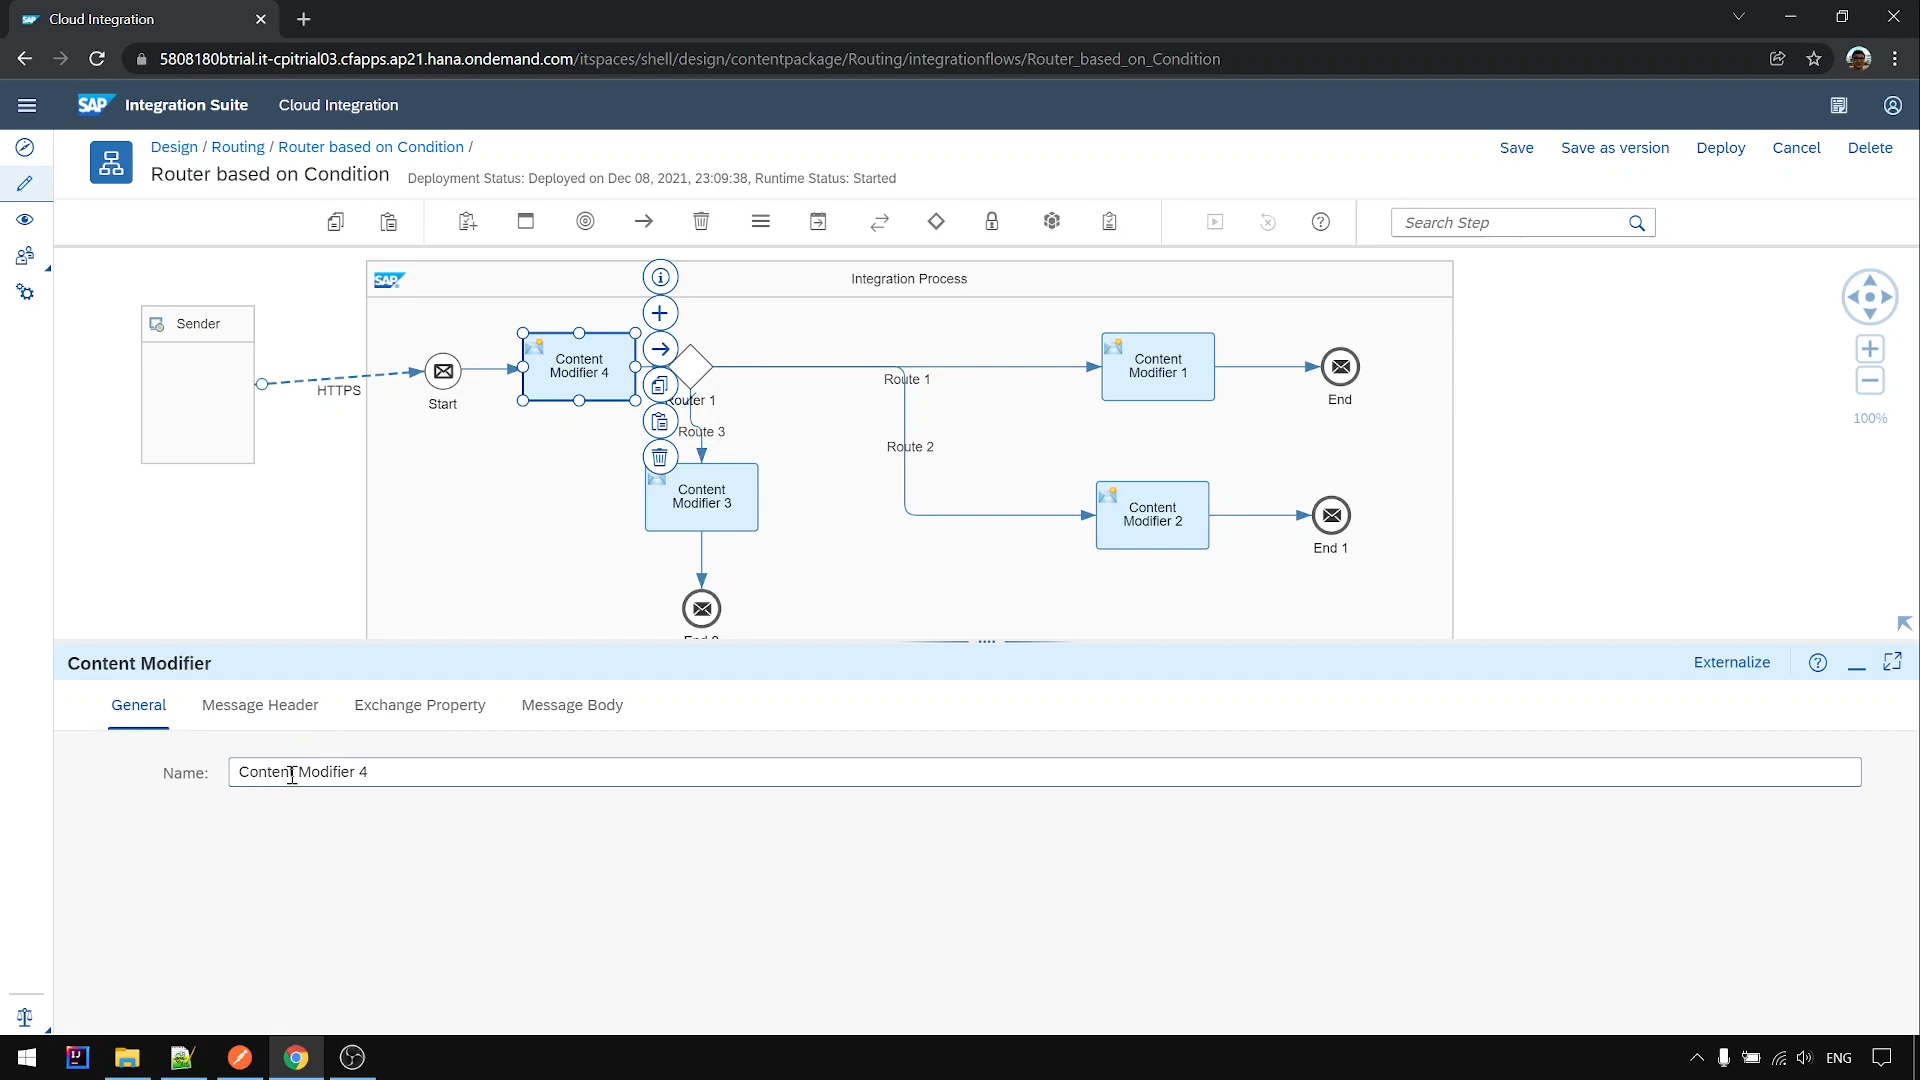 Cloud Integration
5808180btrial.it-cpitrial03.cfapps.ap21.hana.ondemand.com/itspaces/shell/design/contentpackage/Routing/integrationflows/Router_based_on_Condition
SAP Integration Suite Cloud Integration
Design / Routing / Router based on Condition /
Save Save as version Deploy Cancel Delete
Router based on Condition Deployment Status: Deployed on Dec 08, 2021, 23:09:38, Runtime Status: Started
Search Step
SAP Integration Process
Sender
HTTPS
Start
Content
Modifier 4
Router 1
Route 1
Route 2
Route 3
Content
Modifier 1
End
Content
Modifier 2
End 1
Content
Modifier 3
100%
Content Modifier
Externalize
General Message Header Exchange Property Message Body
Name: Content Modifier 4
ENG